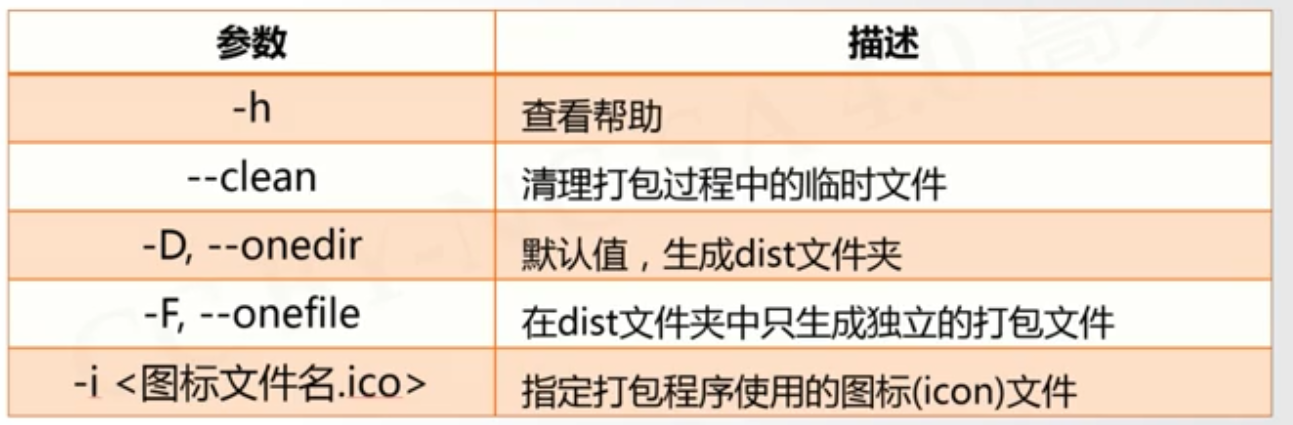 参数 描述
-h 查看帮助
--clean 清理打包过程中的临时文件
-D, --onedir 默认值，生成dist文件夹
-F, --onefile 在dist文件夹中只生成独立的打包文件
-i <图标文件名.ico> 指定打包程序使用的图标(icon)文件